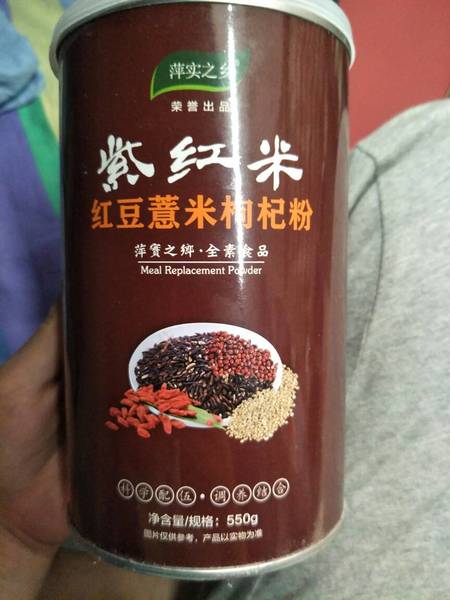 萍实之乡
荣誉出品
紫红米
红豆薏米枸杞粉
萍實之鄉·全素食品
Meal Replacement Powder
科学配伍·调养结合
净含量/规格：550g
图片仅供参考，产品以实物为准